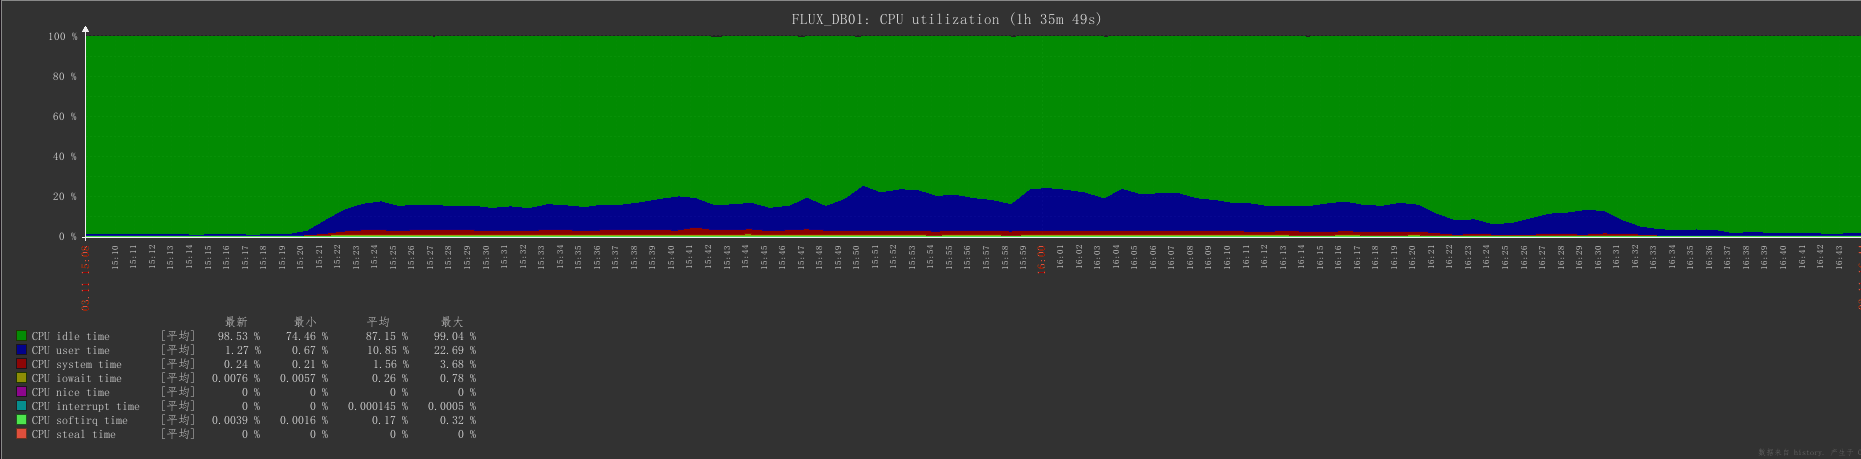 FLUX_DB01: CPU utilization (1h 35m 49s)
100 %
80 %
60 %
40 %
20 %
0 %
15:10 15:11 15:12 15:13 15:14 15:15 15:16 15:17 15:18 15:19 15:20 15:21 15:22 15:23 15:24 15:25 15:26 15:27 15:28 15:29 15:30 15:31 15:32 15:33 15:34 15:35 15:36 15:37 15:38 15:39 15:40 15:41 15:42 15:43 15:44 15:45 15:46 15:47 15:48 15:49 15:50 15:51 15:52 15:53 15:54 15:55 15:56 15:57 15:58 15:59 16:00 16:01 16:02 16:03 16:04 16:05 16:06 16:07 16:08 16:09 16:10 16:11 16:12 16:13 16:14 16:15 16:16 16:17 16:18 16:19 16:20 16:21 16:22 16:23 16:24 16:25 16:26 16:27 16:28 16:29 16:30 16:31 16:32 16:33 16:34 16:35 16:36 16:37 16:38 16:39 16:40 16:41 16:42 16:43
最新 最小 平均 最大
CPU idle time [平均] 98.53 % 74.46 % 87.15 % 99.04 %
CPU user time [平均] 1.27 % 0.67 % 10.85 % 22.69 %
CPU system time [平均] 0.24 % 0.21 % 1.56 % 3.68 %
CPU iowait time [平均] 0.0076 % 0.0057 % 0.26 % 0.78 %
CPU nice time [平均] 0 % 0 % 0 % 0 %
CPU interrupt time [平均] 0 % 0 % 0.000145 % 0.0005 %
CPU softirq time [平均] 0.0039 % 0.0016 % 0.17 % 0.32 %
CPU steal time [平均] 0 % 0 % 0 % 0 %